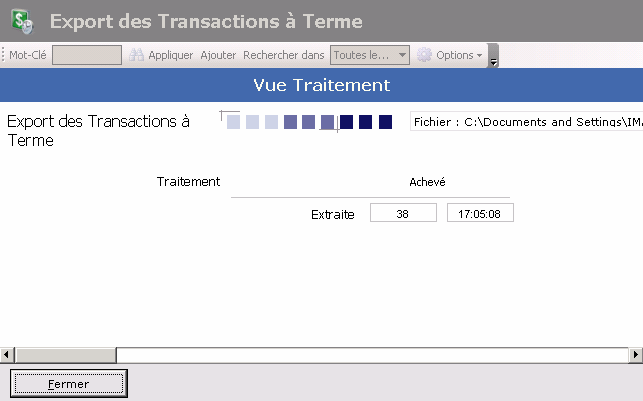 Export des Transactions à Terme
Mot-Clé Appliquer Ajouter Rechercher dans Toutes le... Options
Vue Traitement
Export des Transactions à
Terme
Fichier : C:\Documents and Settings\IMA
Traitement Achevé
Extraite 38 17:05:08
Fermer